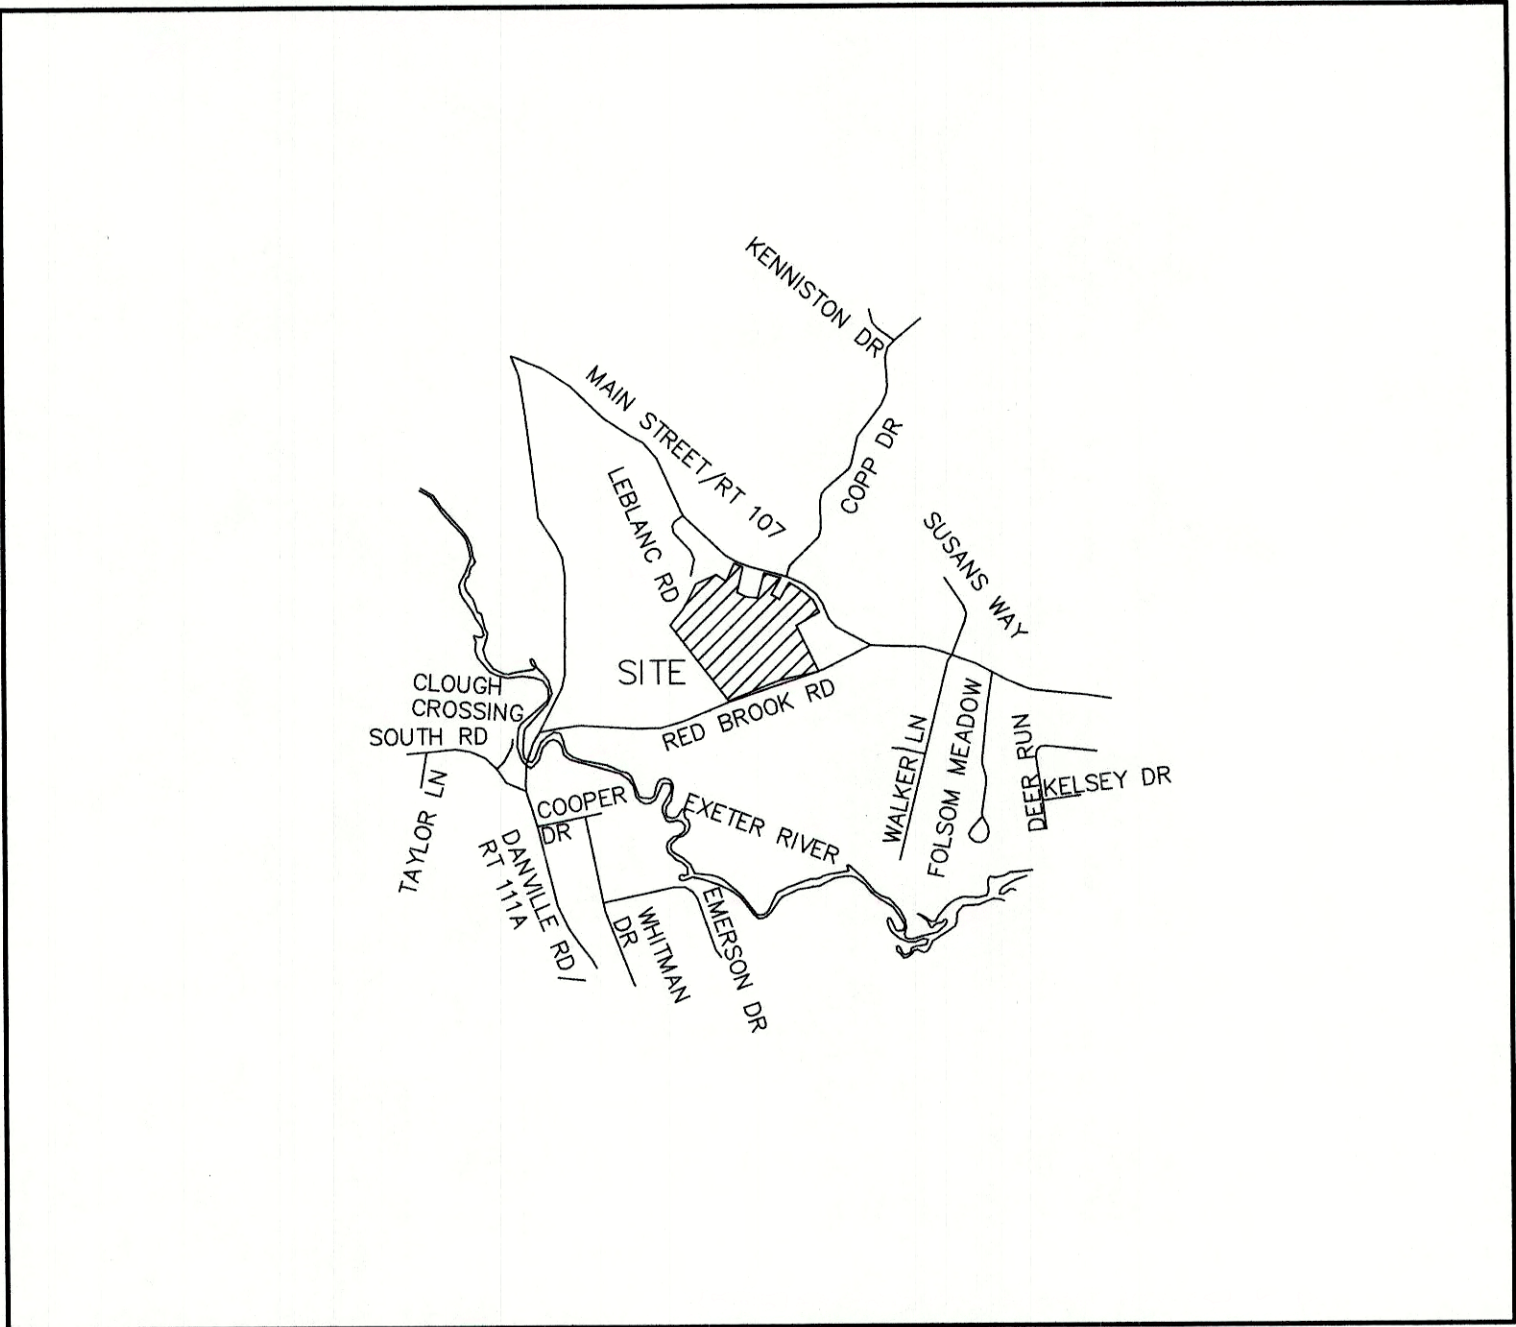 KENNISTON DR
MAIN STREET/RT 107
COPP DR
LEBLANC RD
SUSANS WAY
SITE
CLOUGH
CROSSING
SOUTH RD
RED BROOK RD
TAYLOR LN
WALKER LN
FOLSOM MEADOW
DEER RUN
KELSEY DR
COOPER
DR
EXETER RIVER
DANVILLE RD/
RT 111A
WHITMAN
DR
EMERSON DR